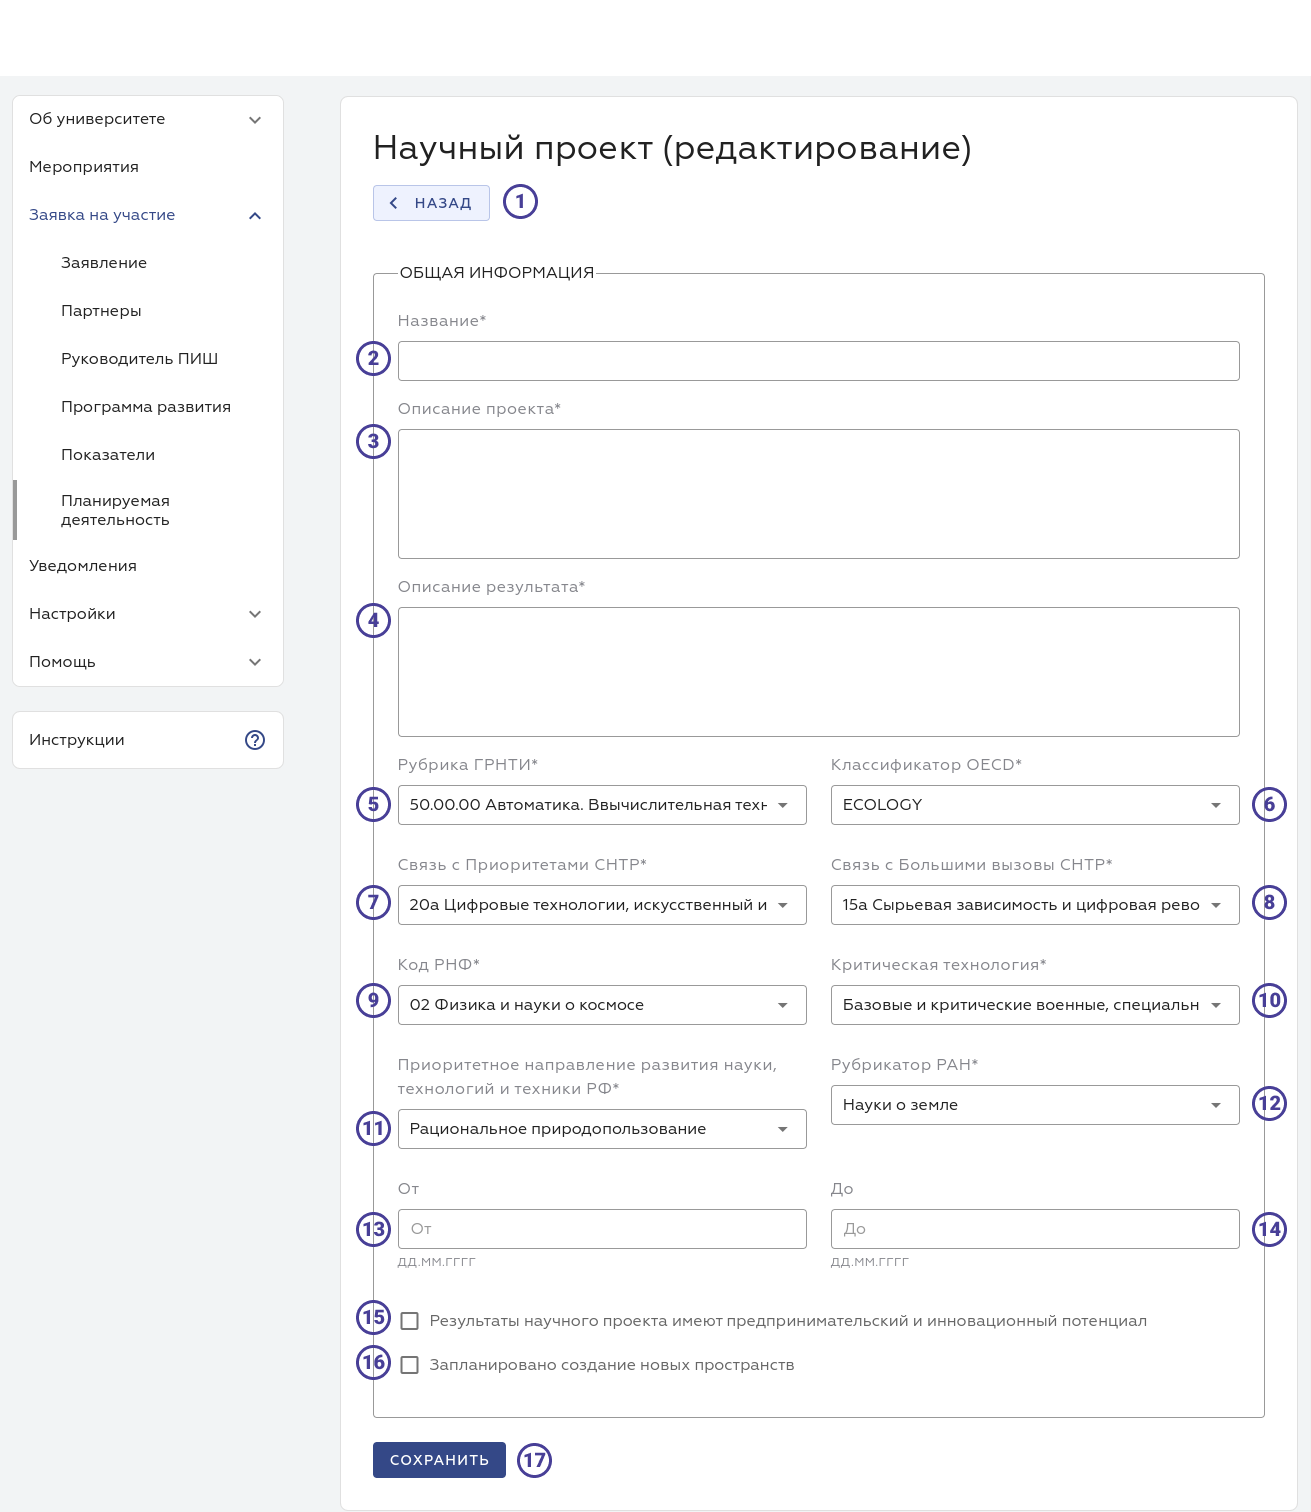 Об университете
Мероприятия
Заявка на участие
Заявление
Партнеры
Руководитель ПИШ
Программа развития
Показатели
Планируемая
деятельность
Уведомления
Настройки
Помощь
Инструкции
Научный проект (редактирование)
НАЗАД 1
ОБЩАЯ ИНФОРМАЦИЯ
Название*
2
Описание проекта*
3
Описание результата*
4
Рубрика ГРНТИ*
5 50.00.00 Автоматика. Ввычислительная техн
Классификатор OECD*
ECOLOGY 6
Связь с Приоритетами СНТР*
7 20а Цифровые технологии, искусственный и
Связь с Большими вызовы СНТР*
15а Сырьевая зависимость и цифровая рево 8
Код РНФ*
9 02 Физика и науки о космосе
Критическая технология*
Базовые и критические военные, специальн 10
Приоритетное направление развития науки,
технологий и техники РФ*
11 Рациональное природопользование
Рубрикатор РАН*
Науки о земле 12
От
13 От
ДД.ММ.ГГГГ
До
До 14
ДД.ММ.ГГГГ
15 Результаты научного проекта имеют предпринимательский и инновационный потенциал
16 Запланировано создание новых пространств
СОХРАНИТЬ 17